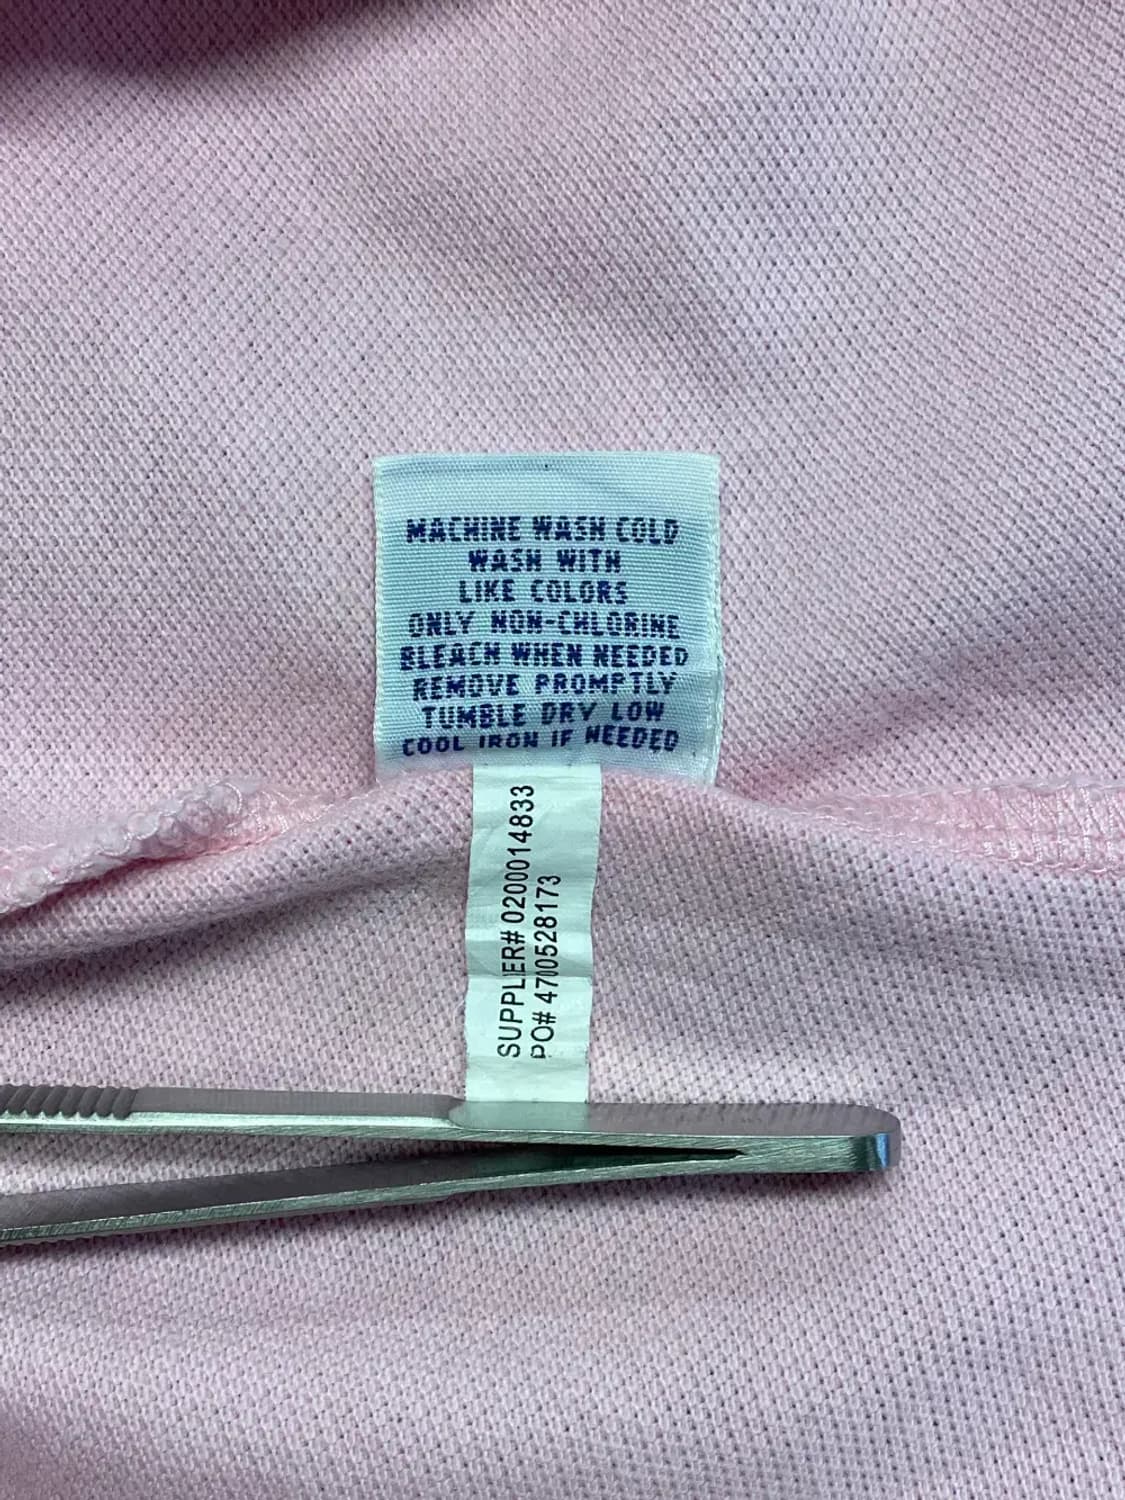 MACHINE WASH COLD
WASH WITH
LIKE COLORS
ONLY NON-CHLORINE
BLEACH WHEN NEEDED
REMOVE PROMPTLY
TUMBLE DRY LOW
COOL IRON IF NEEDED
SUPPLIER# 0200014833
PO# 4700528173